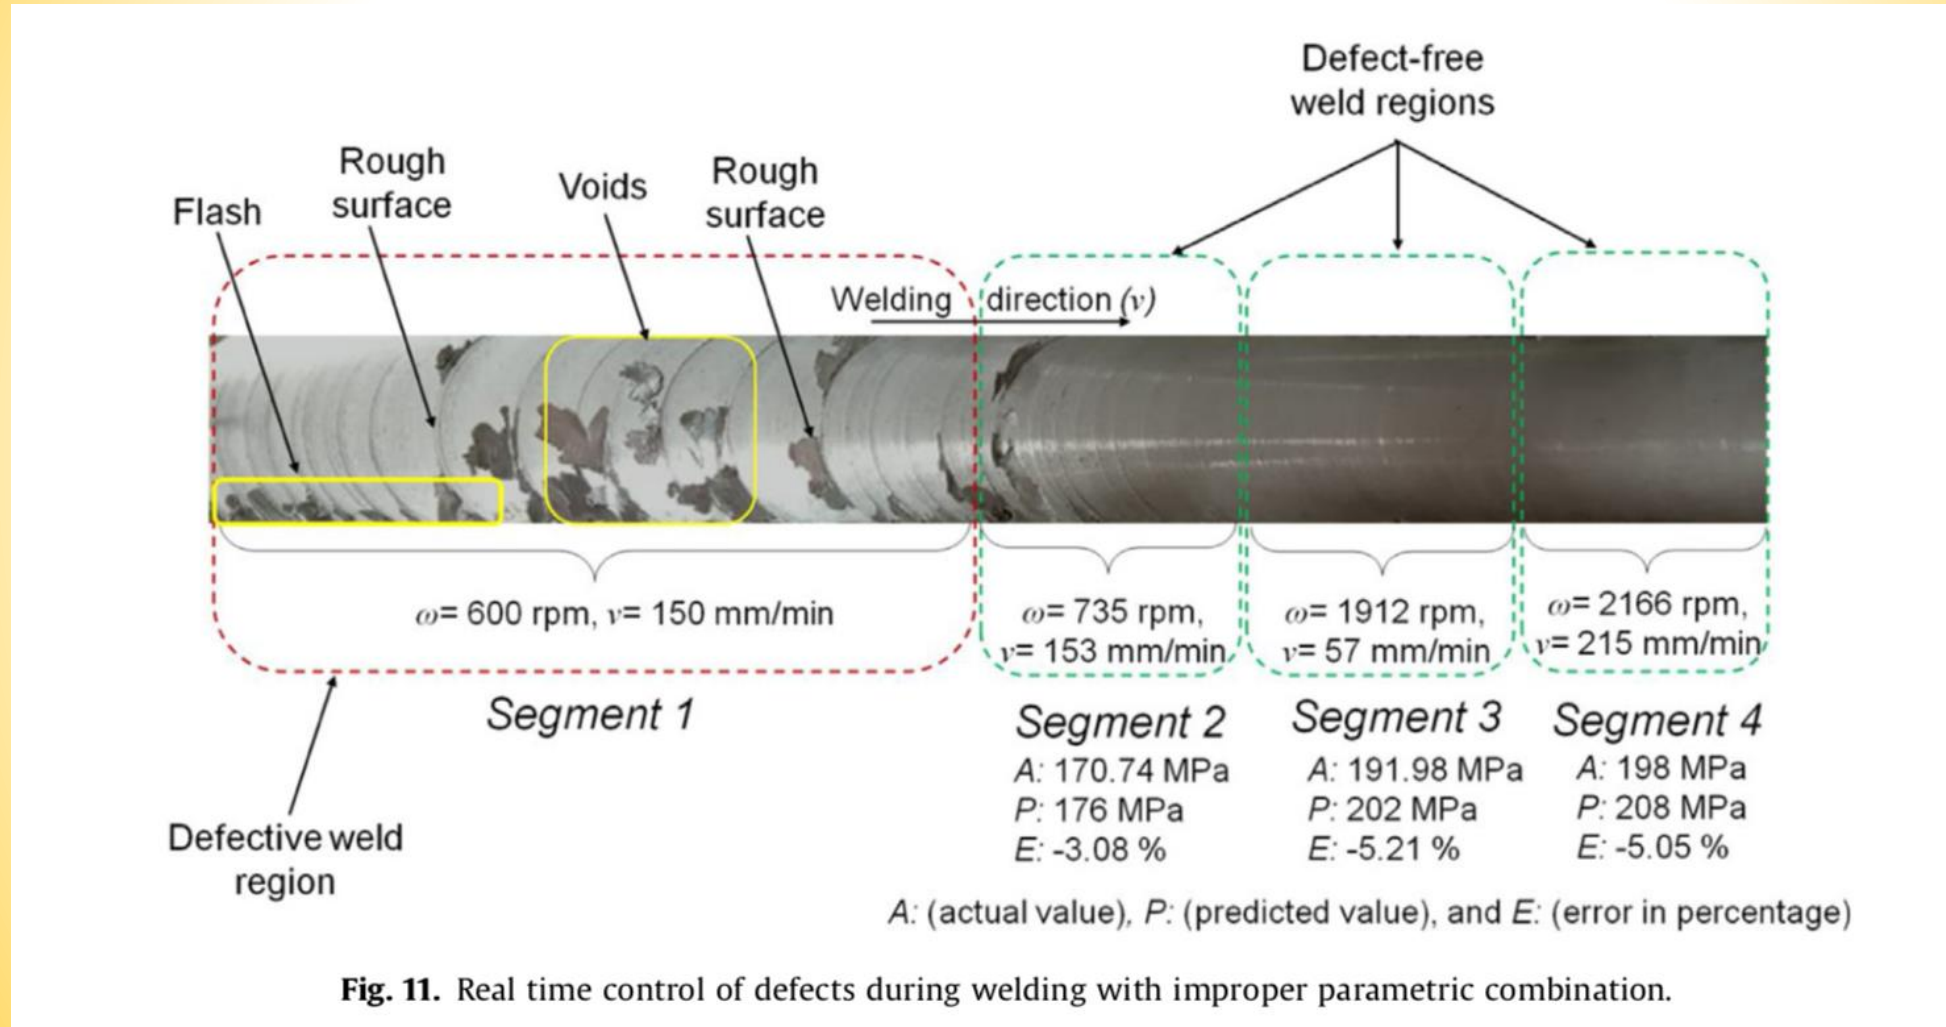 Defect-free
weld regions
Flash
Rough
surface
Voids
Rough
surface
Welding direction (v)
ω= 600 rpm, v= 150 mm/min
ω= 735 rpm,
v= 153 mm/min
ω= 1912 rpm,
v= 57 mm/min
ω= 2166 rpm,
v= 215 mm/min
Segment 1
Segment 2
A: 170.74 MPa
P: 176 MPa
E: -3.08 %
Segment 3
A: 191.98 MPa
P: 202 MPa
E: -5.21 %
Segment 4
A: 198 MPa
P: 208 MPa
E: -5.05 %
Defective weld
region
A: (actual value), P: (predicted value), and E: (error in percentage)
Fig. 11. Real time control of defects during welding with improper parametric combination.